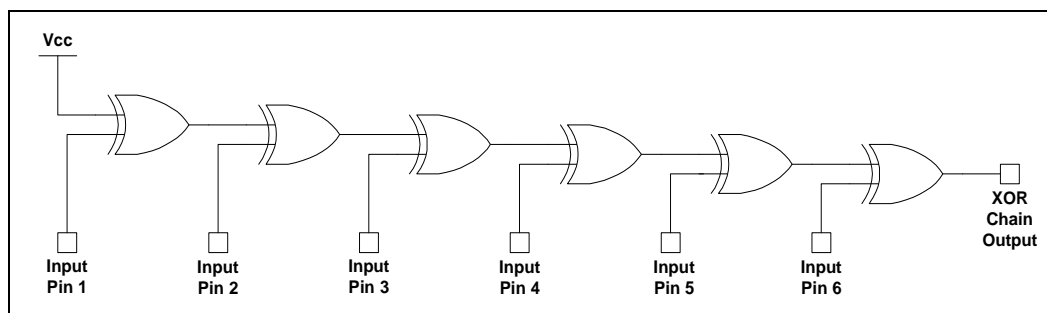 Vcc
Input
Pin 1
Input
Pin 2
Input
Pin 3
Input
Pin 4
Input
Pin 5
Input
Pin 6
XOR
Chain
Output